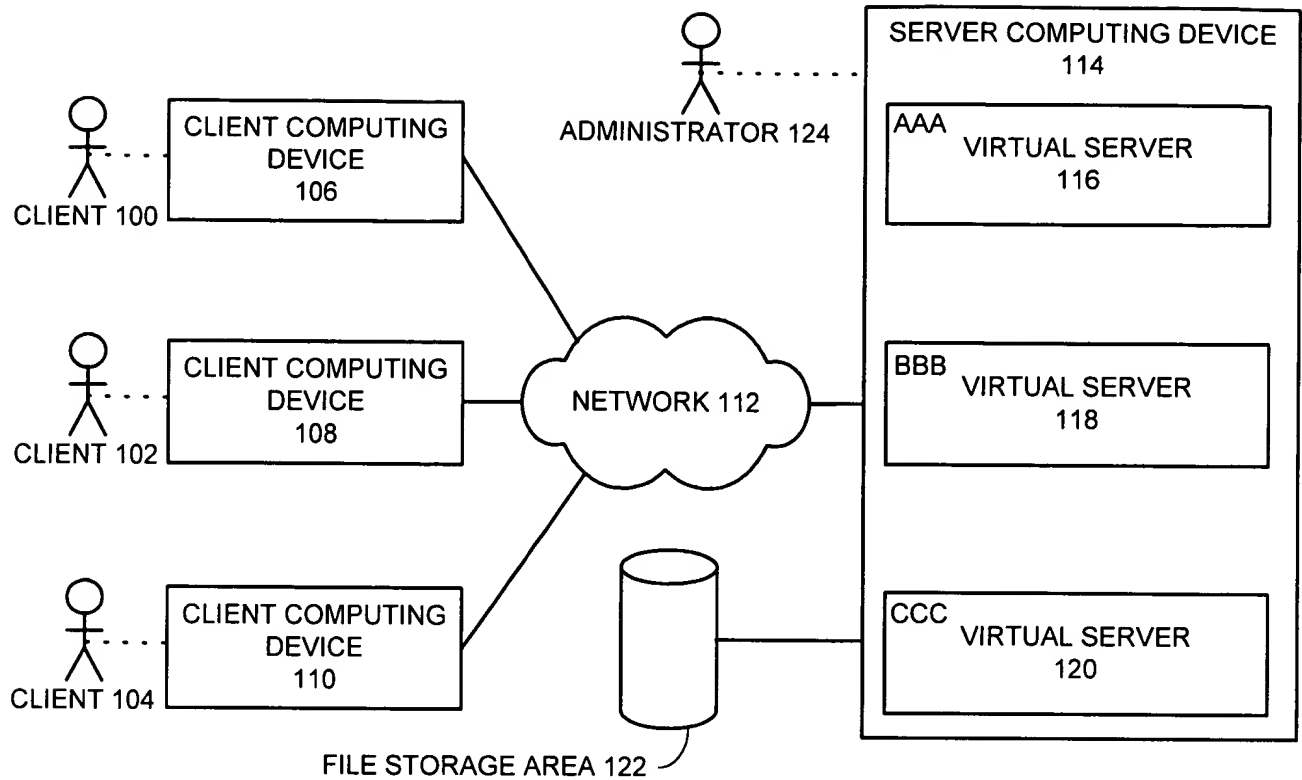 SERVER COMPUTING DEVICE
114
ADMINISTRATOR 124
CLIENT COMPUTING
DEVICE
106
CLIENT 100
AAA
VIRTUAL SERVER
116
CLIENT COMPUTING
DEVICE
108
CLIENT 102
NETWORK 112
BBB
VIRTUAL SERVER
118
CLIENT COMPUTING
DEVICE
110
CLIENT 104
CCC
VIRTUAL SERVER
120
FILE STORAGE AREA 122